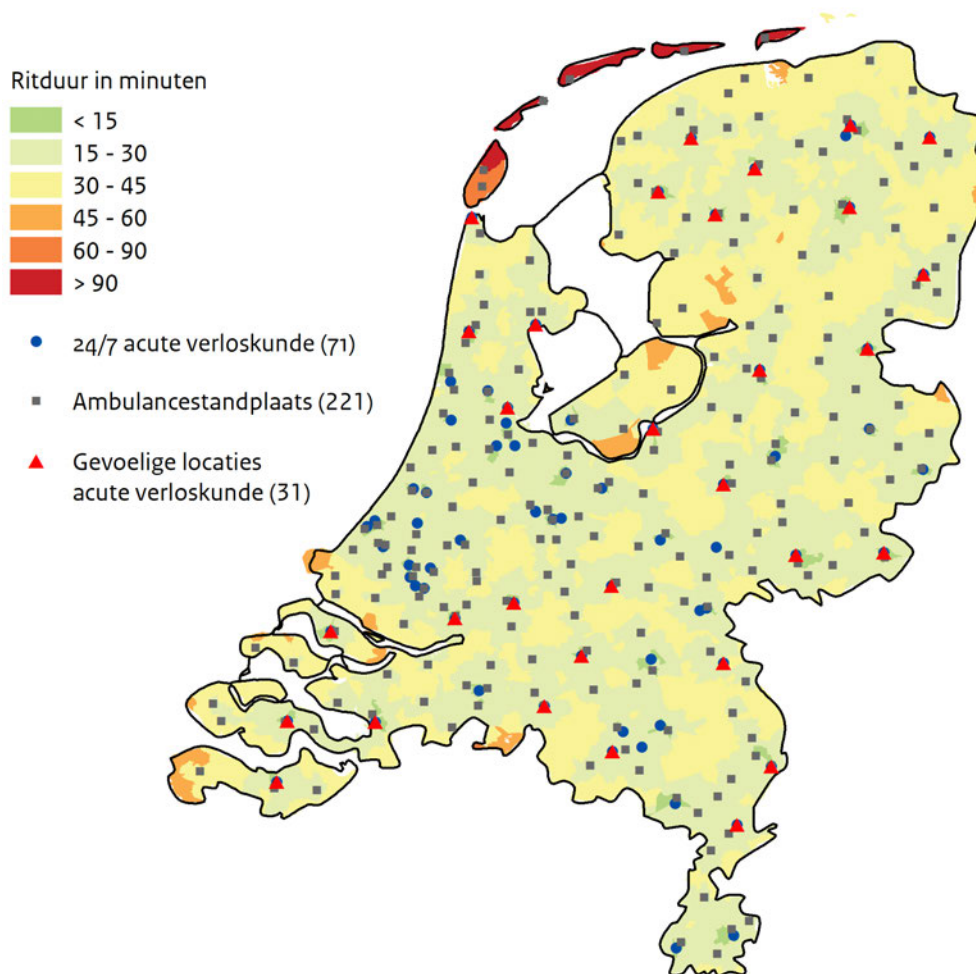 Ritduur in minuten
< 15
15 - 30
30 - 45
45 - 60
60 - 90
> 90
24/7 acute verloskunde (71)
Ambulancestandplaats (221)
Gevoelige locaties
acute verloskunde (31)